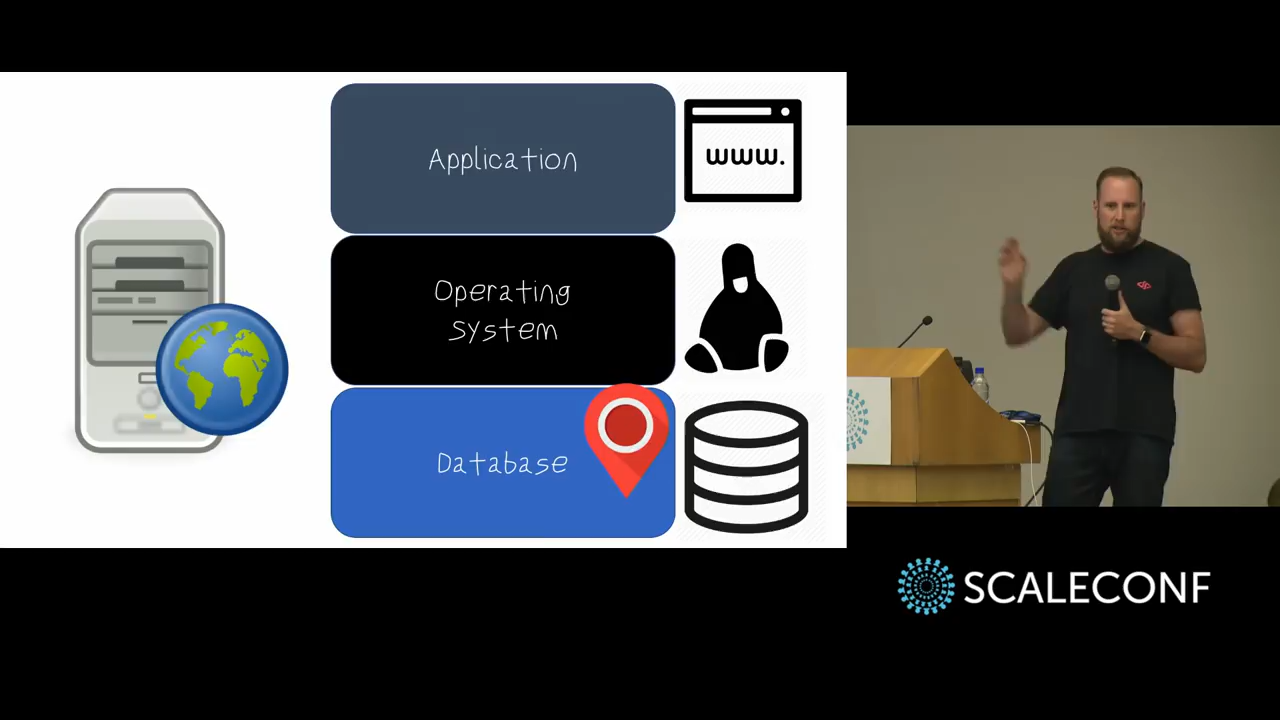 Application
www.
Operating
System
Database
SCALECONF